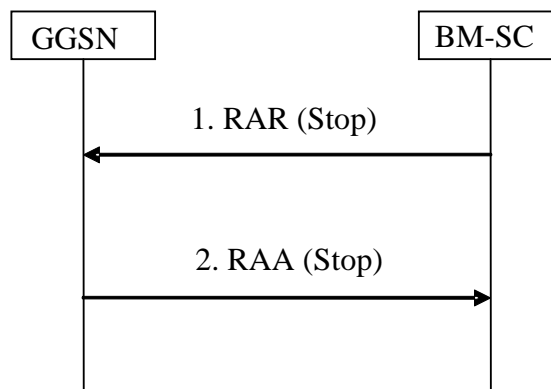 GGSN
BM-SC
1. RAR (Stop)
2. RAA (Stop)